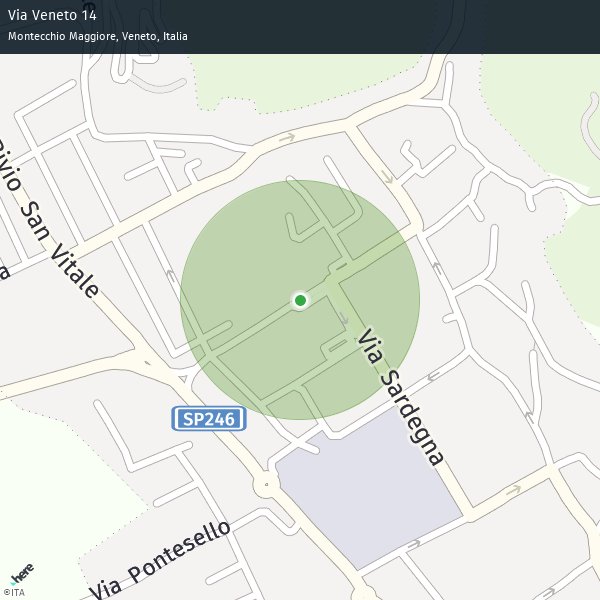 Via Veneto 14
Montecchio Maggiore, Veneto, Italia
Bivio San Vitale
a
Via Sardegna
SP246
Via Pontesello
here
©ITA